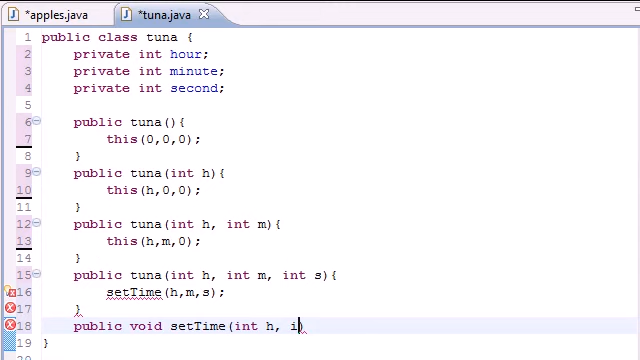 *apples.java *tuna.java
1 public class tuna {
2 private int hour;
3 private int minute;
4 private int second;
5
6 public tuna(){
7 this(0,0,0);
8 }
9 public tuna(int h){
10 this(h,0,0);
11 }
12 public tuna(int h, int m){
13 this(h,m,0);
14 }
15 public tuna(int h, int m, int s){
16 setTime(h,m,s);
17 }
18 public void setTime(int h, i)
19 }